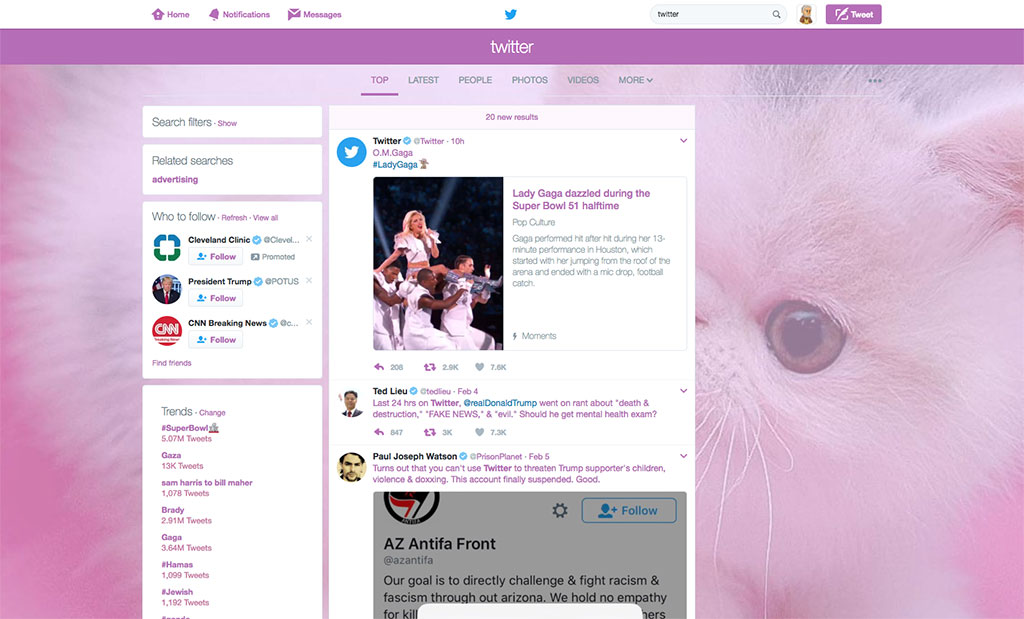 Home
Notifications
Messages
twitter
Tweet
twitter
TOP
LATEST
PEOPLE
PHOTOS
VIDEOS
MORE
Search filters · Show
Related searches
advertising
Who to follow · Refresh · View all
Cleveland Clinic @Clevel...
Follow
Promoted
President Trump @POTUS
Follow
CNN
Breaking News
CNN Breaking News @c...
Follow
Find friends
Trends · Change
#SuperBowl
5.07M Tweets
Gaza
13K Tweets
sam harris to bill maher
1,078 Tweets
Brady
2.91M Tweets
Gaga
3.64M Tweets
#Hamas
1,099 Tweets
#Jewish
1,192 Tweets
20 new results
Twitter @Twitter · 10h
O.M.Gaga
#LadyGaga
Lady Gaga dazzled during the
Super Bowl 51 halftime
Pop Culture
Gaga performed hit after hit during her 13-
minute performance in Houston, which
started with her jumping from the roof of the
arena and ended with a mic drop, football
catch.
Moments
208 2.9K 7.6K
Ted Lieu @tedlieu · Feb 4
Last 24 hrs on Twitter, @realDonaldTrump went on rant about "death &
destruction," "FAKE NEWS," & "evil." Should he get mental health exam?
847 3K 7.3K
Paul Joseph Watson @PrisonPlanet · Feb 5
Turns out that you can't use Twitter to threaten Trump supporter's children,
violence & doxxing. This account finally suspended. Good.
ANTIFA
Follow
AZ Antifa Front
@azantifa
Our goal is to directly challenge & fight racism &
fascism through out arizona. We hold no empathy
for kill